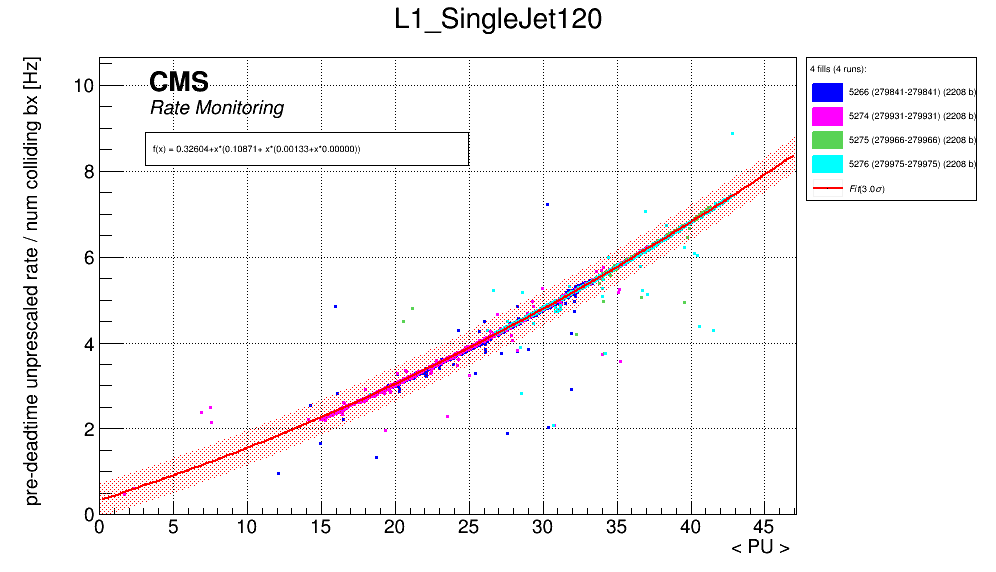 L1_SingleJet120
pre-deadtime unprescaled rate / num colliding bx [Hz]
CMS
Rate Monitoring
f(x) = 0.32604+x*(0.10871+ x*(0.00133+x*0.00000))
10
8
6
4
2
0
0 5 10 15 20 25 30 35 40 45
< PU >
4 fills (4 runs):
5266 (279841-279841) (2208 b)
5274 (279931-279931) (2208 b)
5275 (279966-279966) (2208 b)
5276 (279975-279975) (2208 b)
Fit(3.0σ)